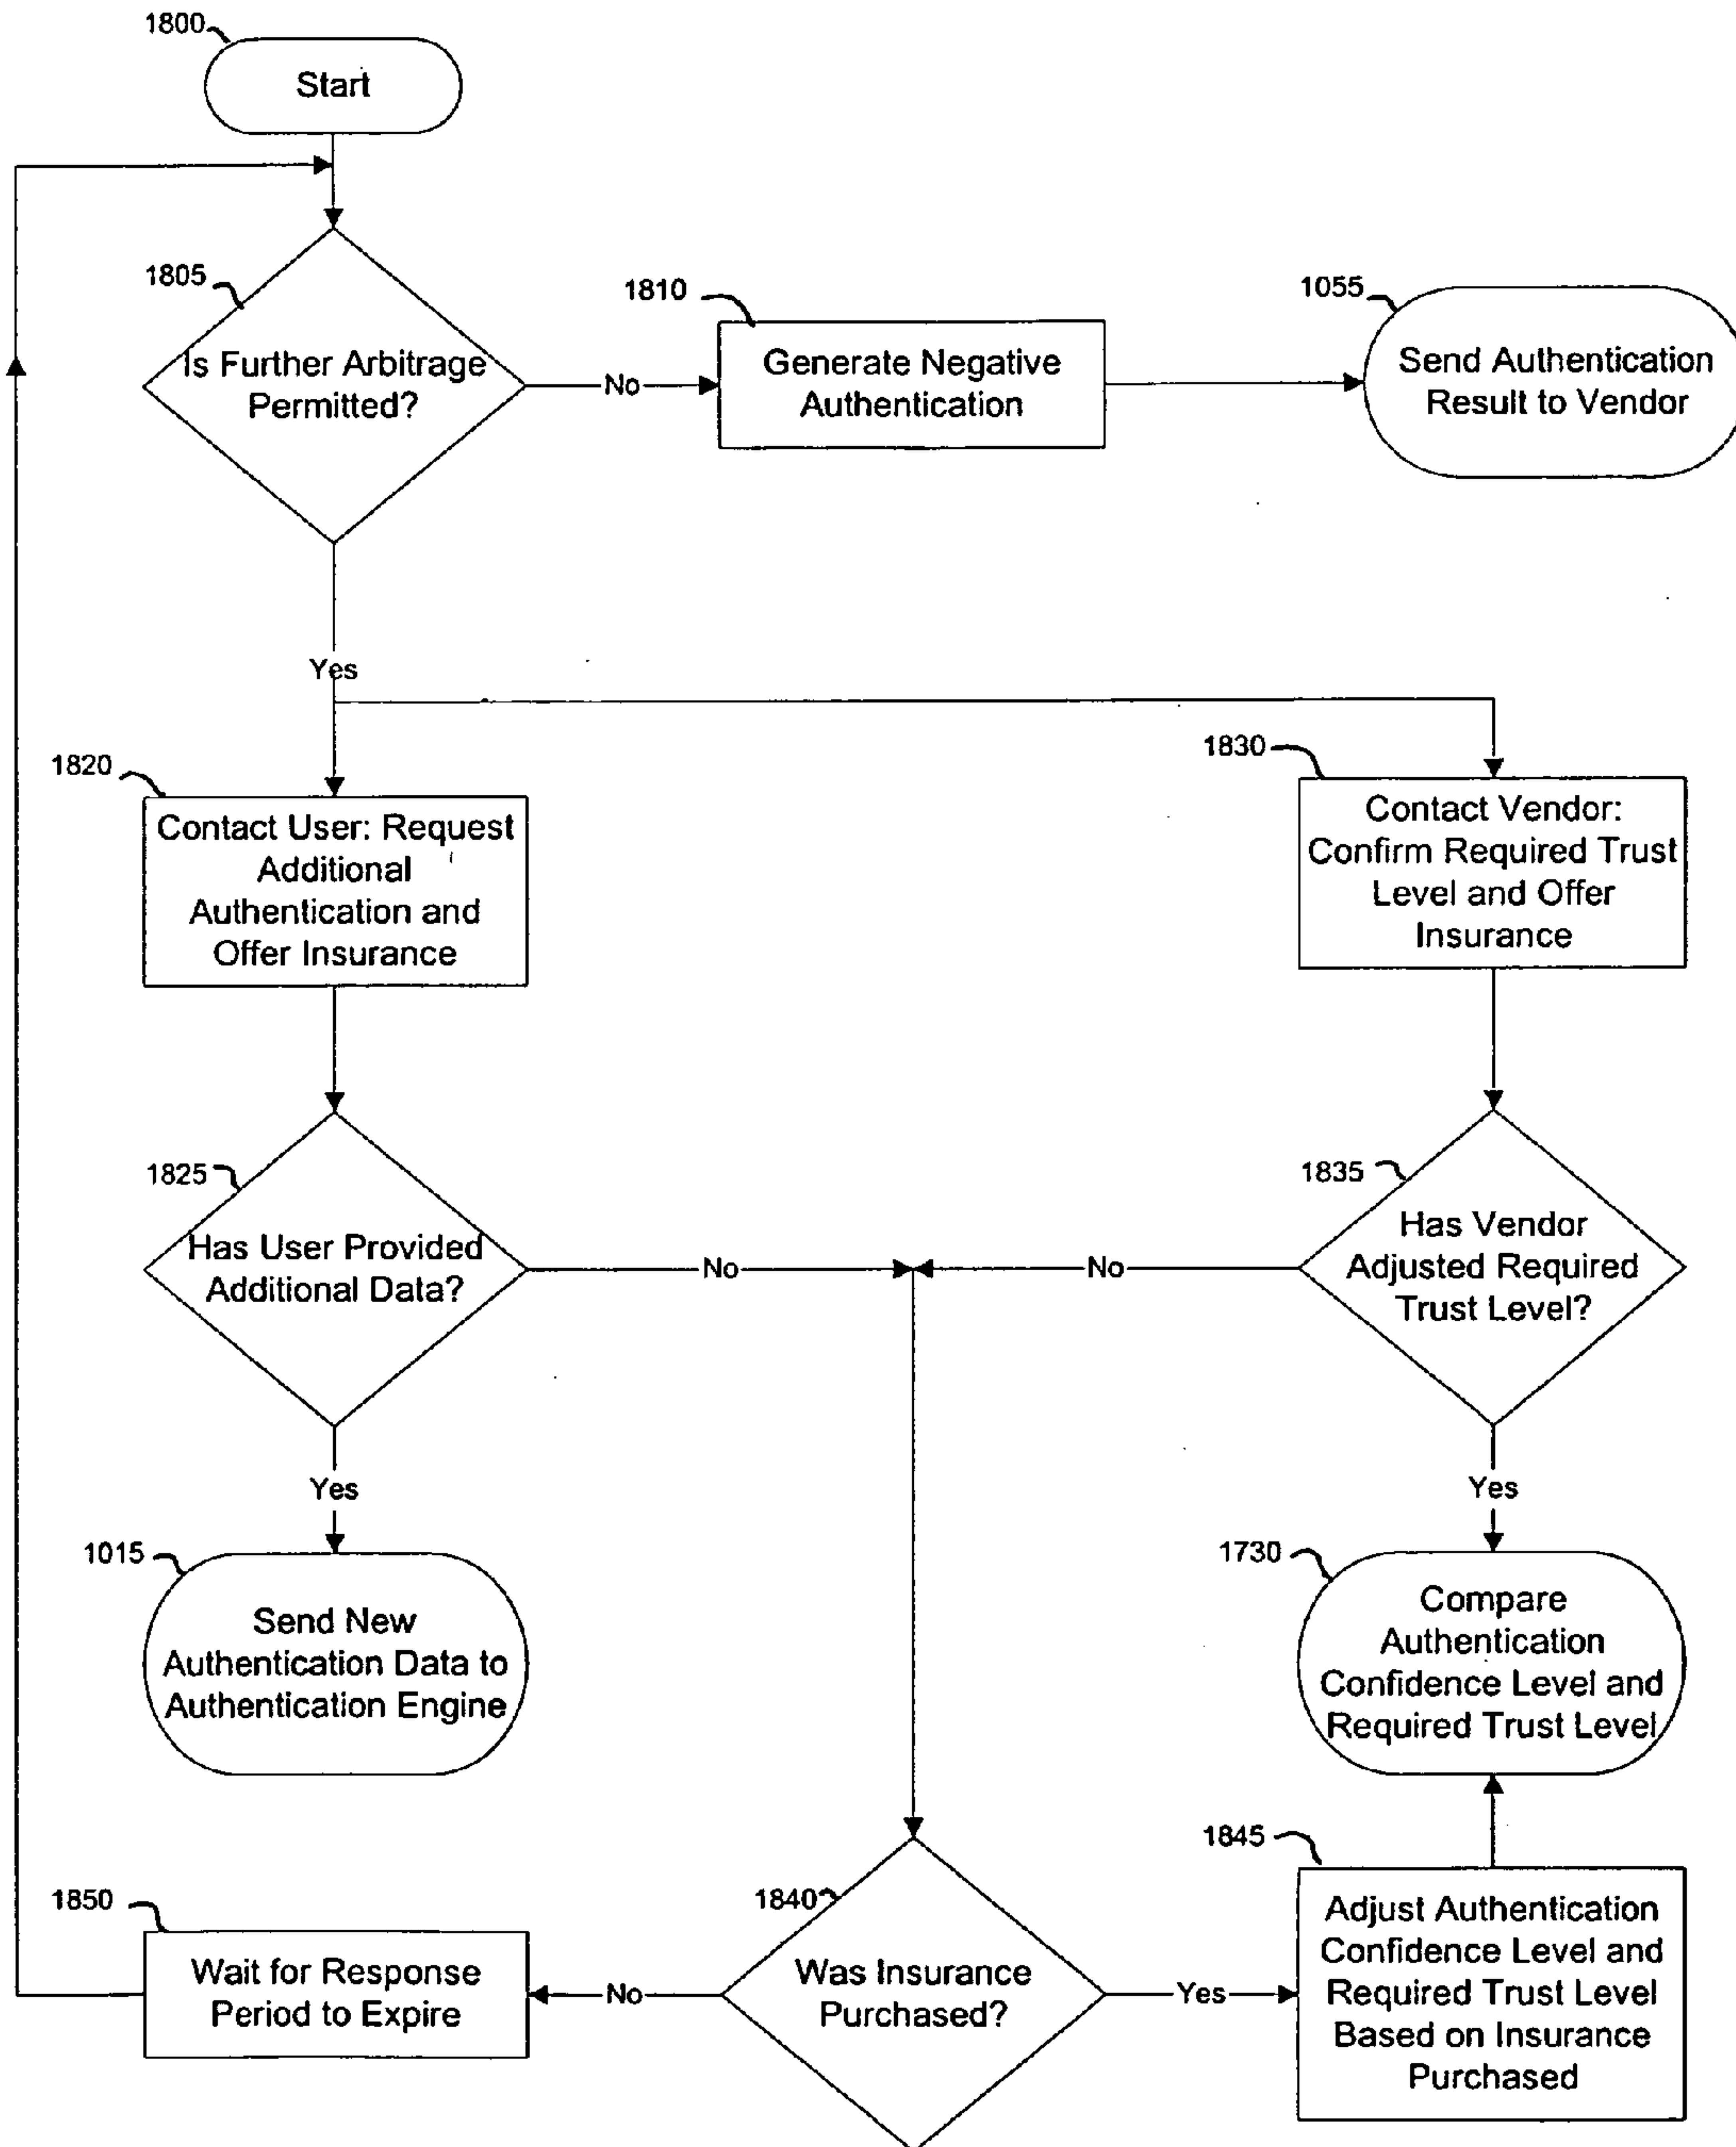 1800
Start
1805
Is Further Arbitrage
Permitted?
No
1810
Generate Negative
Authentication
1055
Send Authentication
Result to Vendor
Yes
1820
Contact User: Request
Additional
Authentication and
Offer Insurance
1830
Contact Vendor:
Confirm Required Trust
Level and Offer
Insurance
1825
Has User Provided
Additional Data?
No
No
1835
Has Vendor
Adjusted Required
Trust Level?
Yes
Yes
1015
Send New
Authentication Data to
Authentication Engine
1730
Compare
Authentication
Confidence Level and
Required Trust Level
1850
Wait for Response
Period to Expire
No
1840
Was Insurance
Purchased?
Yes
1845
Adjust Authentication
Confidence Level and
Required Trust Level
Based on Insurance
Purchased